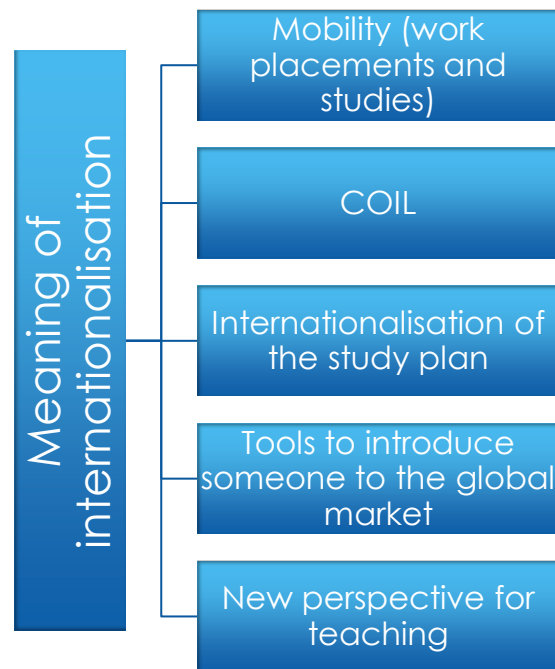 Meaning of
internationalisation
Mobility (work
placements and
studies)
COIL
Internationalisation of
the study plan
Tools to introduce
someone to the global
market
New perspective for
teaching